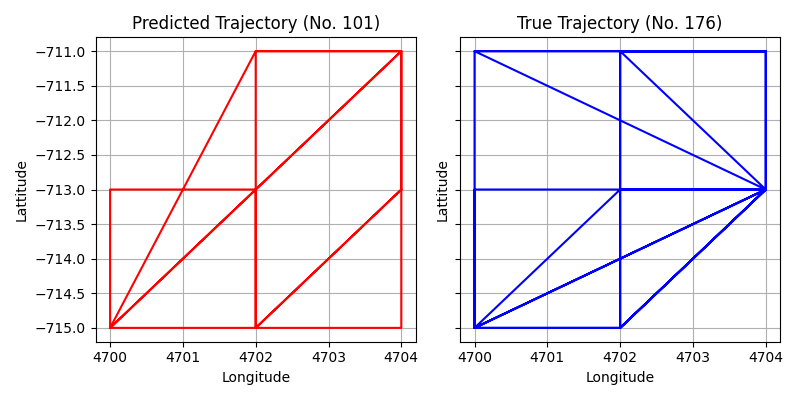 Predicted Trajectory (No. 101)
True Trajectory (No. 176)
Lattitude
−711.0
−711.5
−712.0
−712.5
−713.0
−713.5
−714.0
−714.5
−715.0
4700 4701 4702 4703 4704
Longitude
Lattitude
4700 4701 4702 4703 4704
Longitude